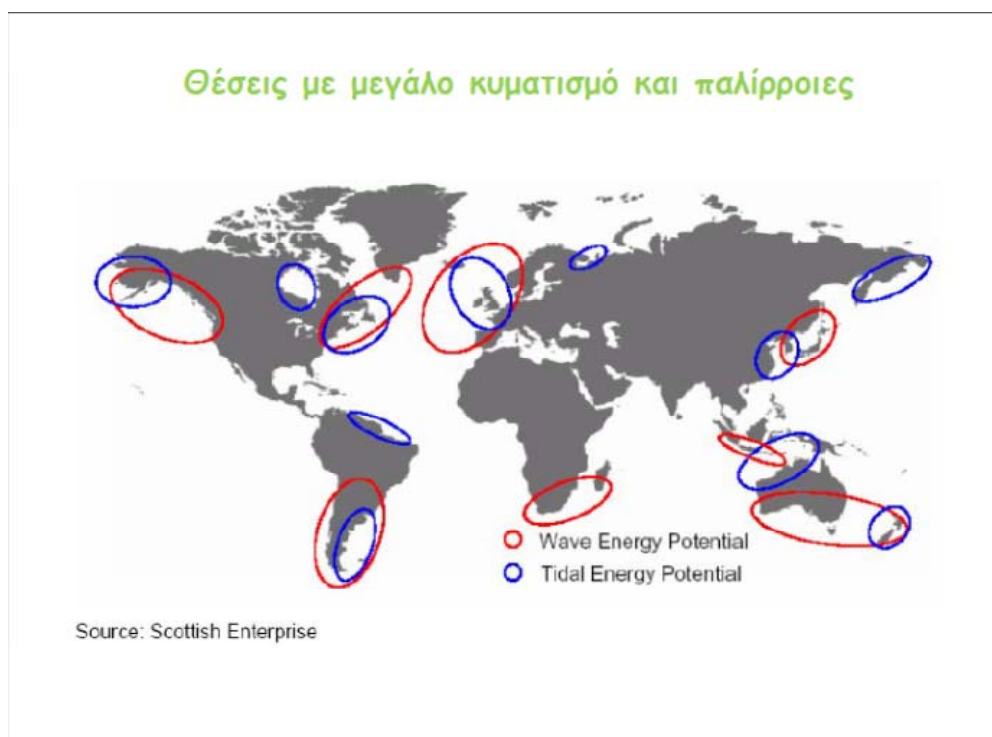 Θέσεις με μεγάλο κυματισμό και παλίρροιες
Wave Energy Potential
Tidal Energy Potential
Source: Scottish Enterprise